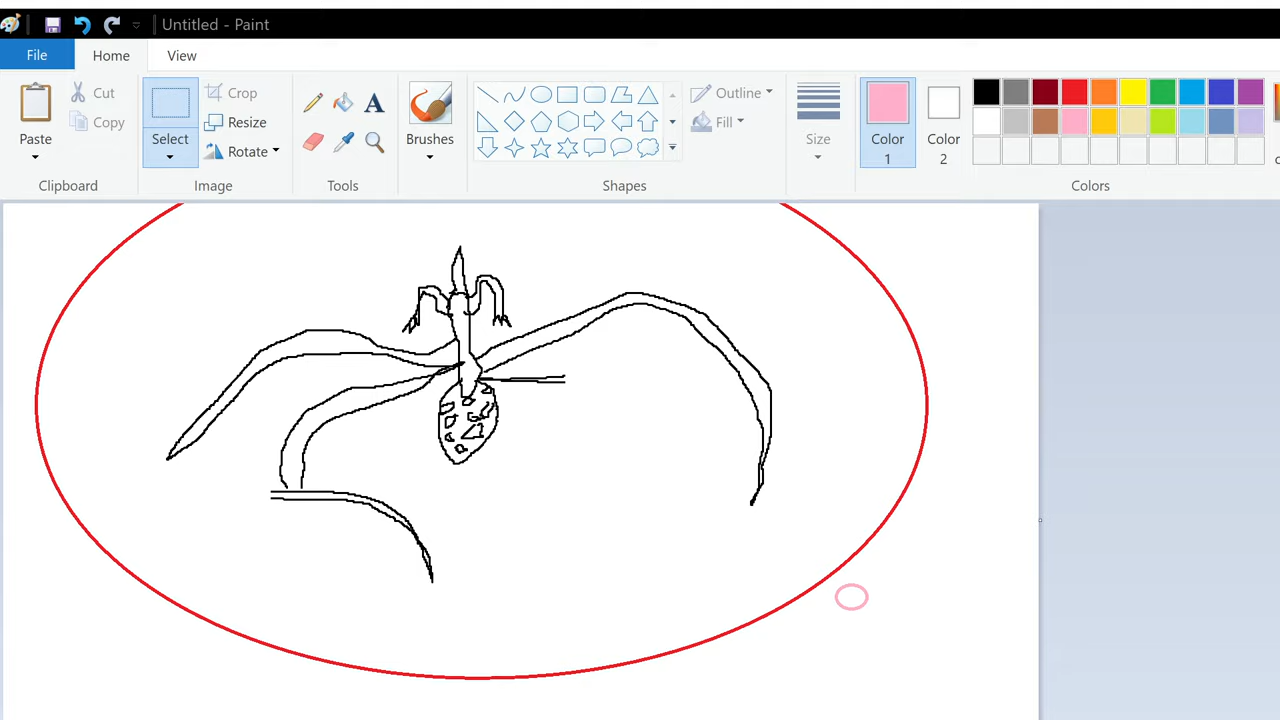 Untitled - Paint
File Home View
Paste
Cut
Copy
Clipboard
Select
Crop
Resize
Rotate
Image
A
Tools
Brushes
Shapes
Outline
Fill
Size
Color 1
Color 2
Colors